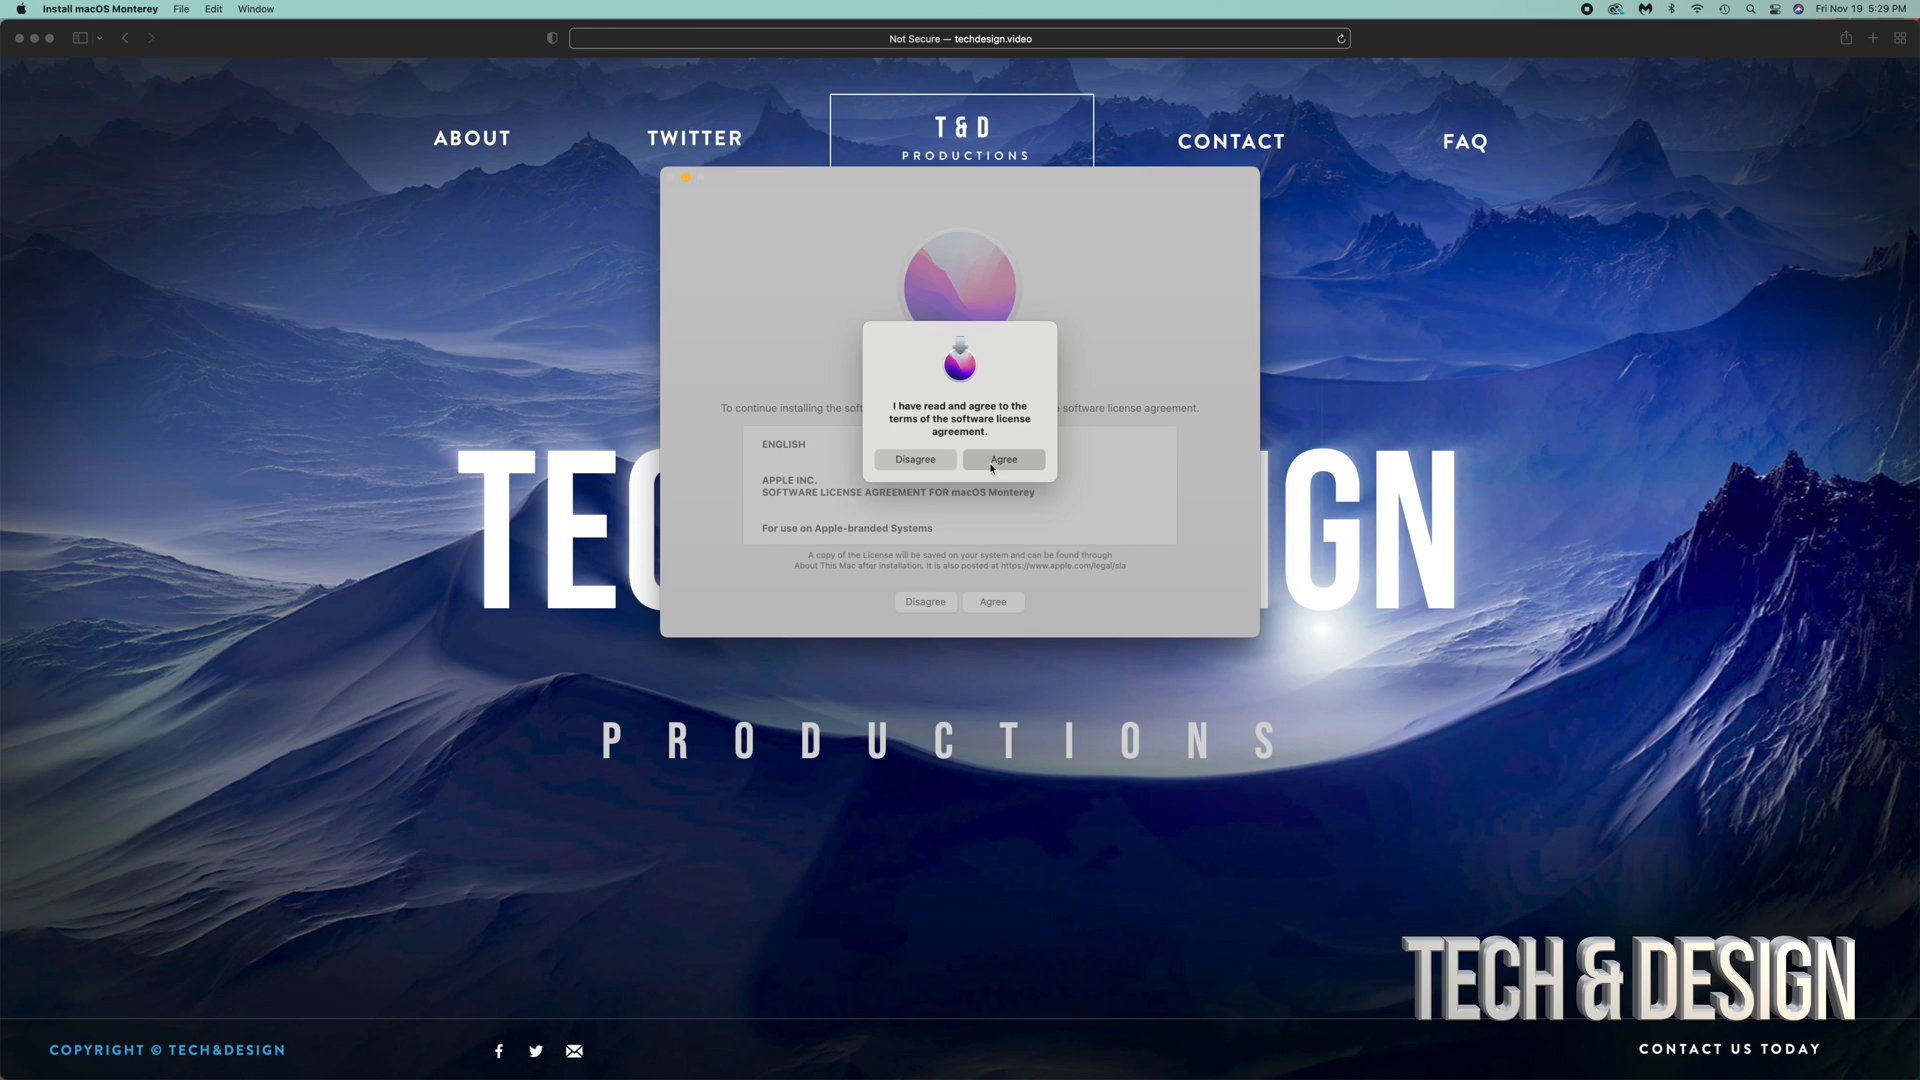 Install macOS Monterey File Edit Window Fri Nov 19 5:29 PM
Not Secure — techdesign.video
ABOUT TWITTER T & D CONTACT FAQ
PRODUCTIONS
I have read and agree to the
terms of the software license
agreement.
Disagree Agree
To continue installing the soft software license agreement.
ENGLISH
APPLE INC.
SOFTWARE LICENSE AGREEMENT FOR macOS Monterey
For use on Apple-branded Systems
A copy of the License will be saved on your system and can be found through
About This Mac after installation. It is also posted at https://www.apple.com/legal/sla
Disagree Agree
TEC IGN
PRODUCTIONS
TECH & DESIGN
COPYRIGHT © TECH&DESIGN CONTACT US TODAY